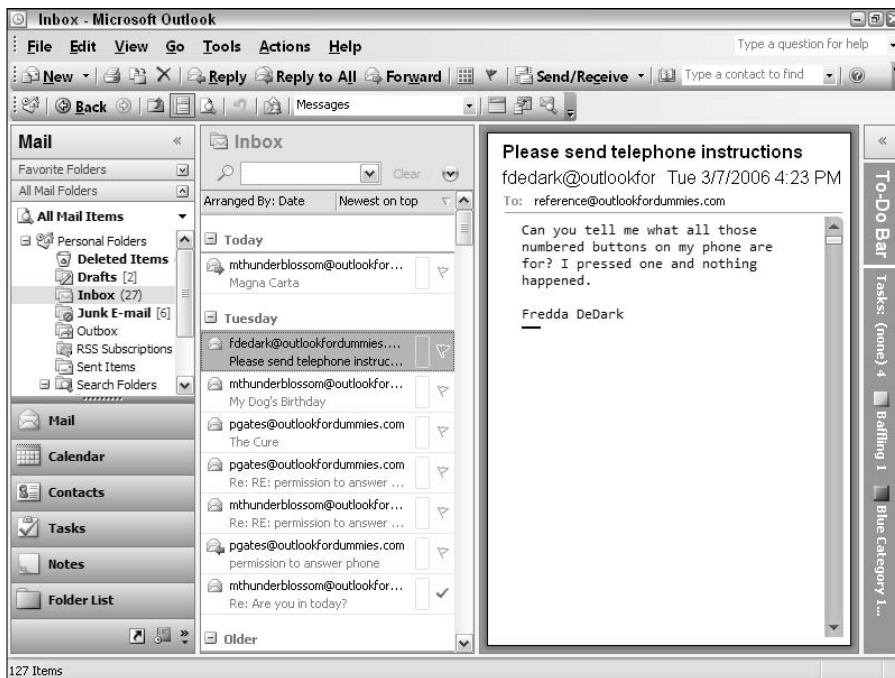 Inbox - Microsoft Outlook
File Edit View Go Tools Actions Help
Type a question for help
New Reply Reply to All Forward Send/Receive Type a contact to find
Back Messages
Mail
Favorite Folders
All Mail Folders
All Mail Items
Personal Folders
Deleted Items
Drafts [2]
Inbox (27)
Junk E-mail [6]
Outbox
RSS Subscriptions
Sent Items
Search Folders
Mail
Calendar
Contacts
Tasks
Notes
Folder List
Inbox
Clear
Arranged By: Date Newest on top
Today
mthunderblossom@outlookfor...
Magna Carta
Tuesday
fdedark@outlookfordummies....
Please send telephone instruc...
mthunderblossom@outlookfor...
My Dog's Birthday
pgates@outlookfordummies.com
The Cure
pgates@outlookfordummies.com
Re: RE: permission to answer ...
mthunderblossom@outlookfor...
Re: RE: permission to answer ...
pgates@outlookfordummies.com
permission to answer phone
mthunderblossom@outlookfor...
Re: Are you in today?
Older
Please send telephone instructions
fdedark@outlookfor Tue 3/7/2006 4:23 PM
To: reference@outlookfordummies.com
Can you tell me what all those
numbered buttons on my phone are
for? I pressed one and nothing
happened.
Fredda DeDark
To-Do Bar
Tasks: (none) 4 Baffling 1 Blue Category 1...
127 Items